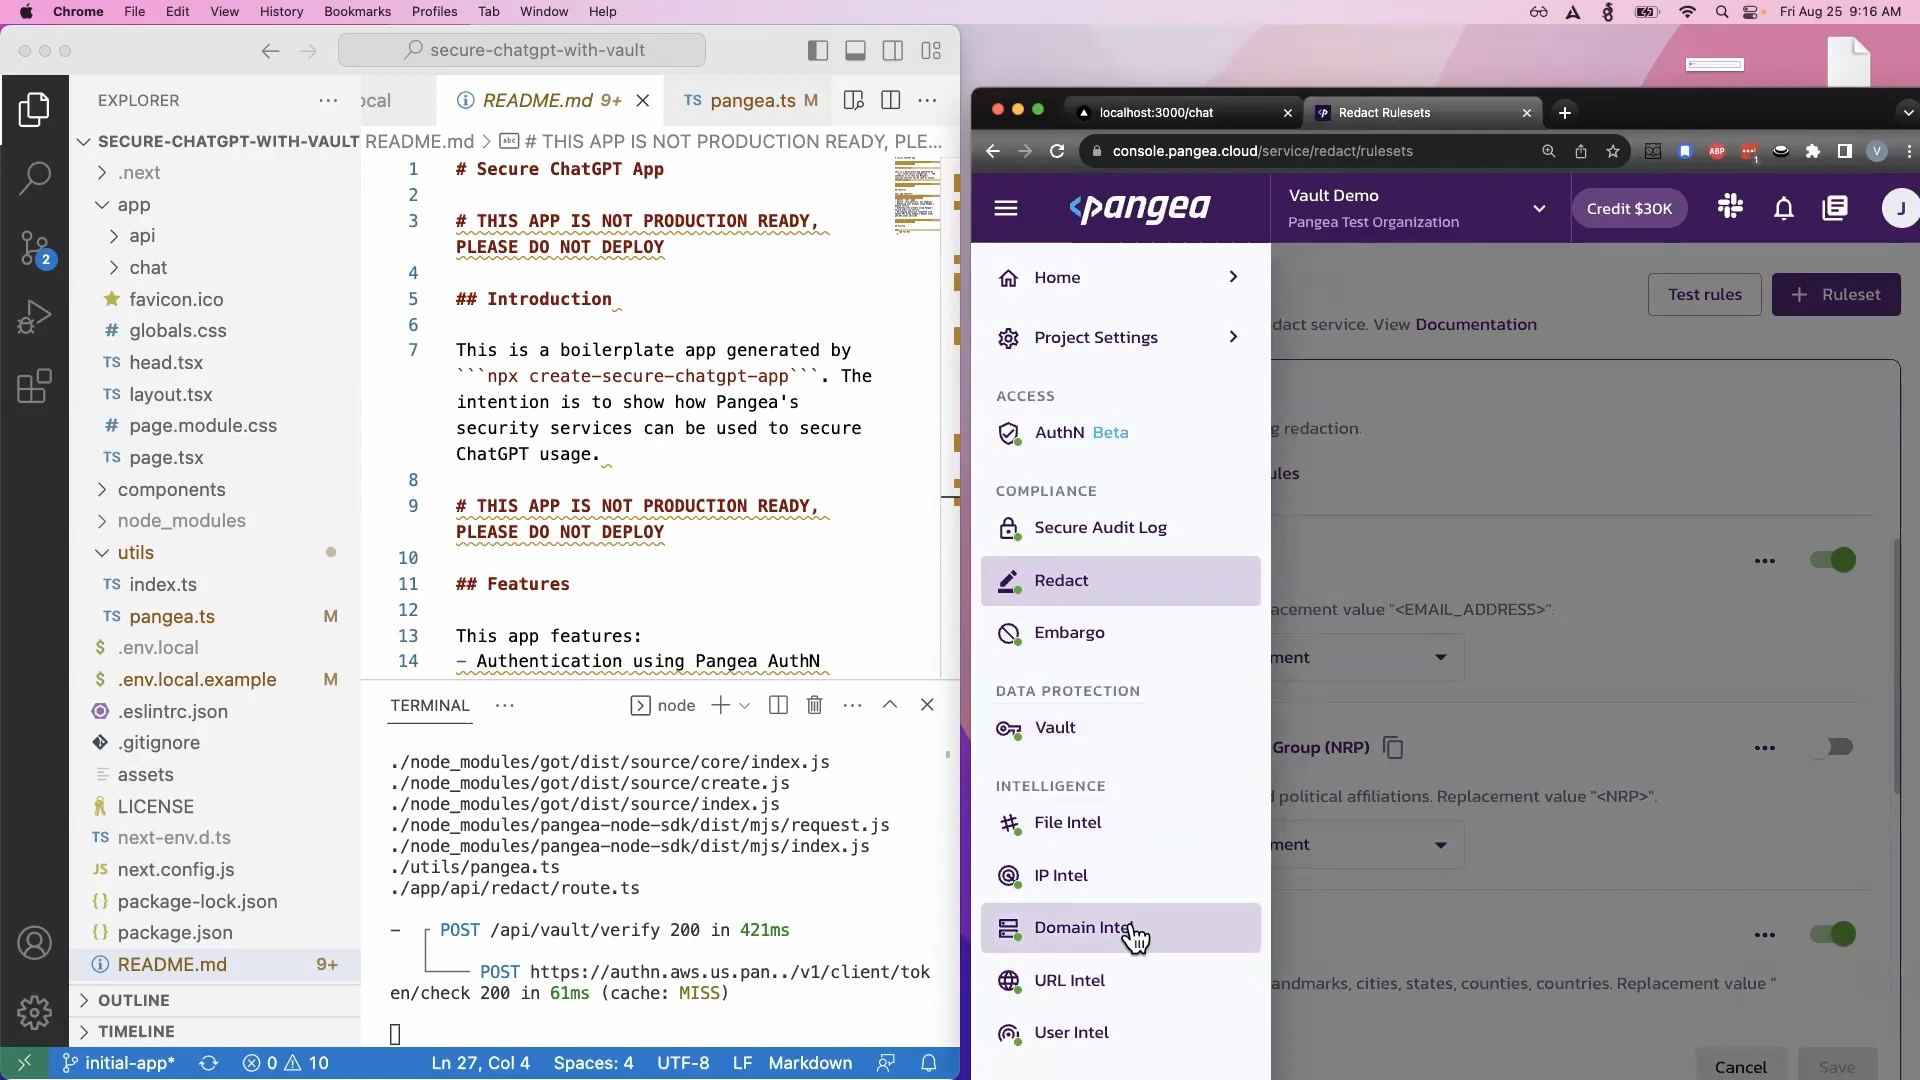 Chrome File Edit View History Bookmarks Profiles Tab Window Help
Fri Aug 25 9:16 AM
secure-chatgpt-with-vault
EXPLORER
SECURE-CHATGPT-WITH-VAULT
.next
app
api
chat
favicon.ico
# globals.css
TS head.tsx
TS layout.tsx
# page.module.css
TS page.tsx
components
node_modules
utils
TS index.ts
TS pangea.ts M
$ .env.local
$ .env.local.example M
.eslintrc.json
.gitignore
assets
LICENSE
TS next-env.d.ts
JS next.config.js
{} package-lock.json
{} package.json
README.md 9+
OUTLINE
TIMELINE
2
ocal
README.md 9+
TS pangea.ts M
README.md > abc # THIS APP IS NOT PRODUCTION READY, PLE...
1 # Secure ChatGPT App
2
3 # THIS APP IS NOT PRODUCTION READY,
PLEASE DO NOT DEPLOY
4
5 ## Introduction
6
7 This is a boilerplate app generated by
```npx create-secure-chatgpt-app```. The
intention is to show how Pangea's
security services can be used to secure
ChatGPT usage.
8
9 # THIS APP IS NOT PRODUCTION READY,
PLEASE DO NOT DEPLOY
10
11 ## Features
12
13 This app features:
14 - Authentication using Pangea AuthN
TERMINAL
node
./node_modules/got/dist/source/core/index.js
./node_modules/got/dist/source/create.js
./node_modules/got/dist/source/index.js
./node_modules/pangea-node-sdk/dist/mjs/request.js
./node_modules/pangea-node-sdk/dist/mjs/index.js
./utils/pangea.ts
./app/api/redact/route.ts
- POST /api/vault/verify 200 in 421ms
POST https://authn.aws.us.pan../v1/client/tok
en/check 200 in 61ms (cache: MISS)
initial-app* 0 10 Ln 27, Col 4 Spaces: 4 UTF-8 LF Markdown
localhost:3000/chat
Redact Rulesets
console.pangea.cloud/service/redact/rulesets
ABP
1
V
pangea
Vault Demo
Pangea Test Organization
Credit $30K
J
Home
Project Settings
ACCESS
AuthN Beta
COMPLIANCE
Secure Audit Log
Redact
Embargo
DATA PROTECTION
Vault
INTELLIGENCE
File Intel
IP Intel
Domain Inte
URL Intel
User Intel
Test rules
+ Ruleset
dact service. View Documentation
g redaction.
ules
acement value "<EMAIL_ADDRESS>".
ment
Group (NRP)
d political affiliations. Replacement value "<NRP>".
ment
andmarks, cities, states, counties, countries. Replacement value "
Cancel
Save